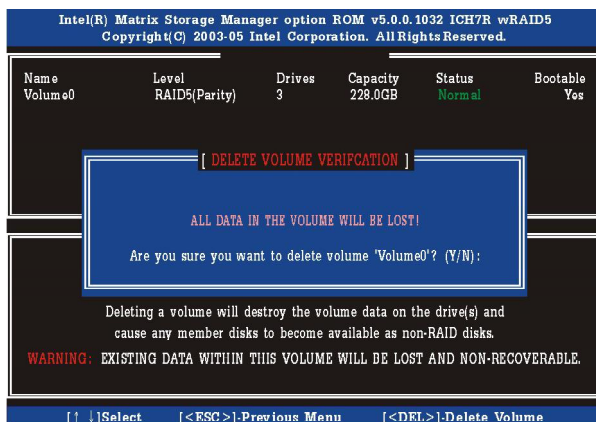 Intel(R) Matrix Storage Manager option ROM v5.0.0.1032 ICH7R wRAID5
Copyright(C) 2003-05 Intel Corporation. All Rights Reserved.
Name Level Drives Capacity Status Bootable
Volume0 RAID5(Parity) 3 228.0GB Normal Yes
[ DELETE VOLUME VERIFCATION ]
ALL DATA IN THE VOLUME WILL BE LOST!
Are you sure you want to delete volume 'Volume0'? (Y/N):
Deleting a volume will destroy the volume data on the drive(s) and
cause any member disks to become available as non-RAID disks.
WARNING: EXISTING DATA WITHIN THIS VOLUME WILL BE LOST AND NON-RECOVERABLE.
[↑ ↓]Select [<ESC>]-Previous Menu [<DEL>]-Delete Volume